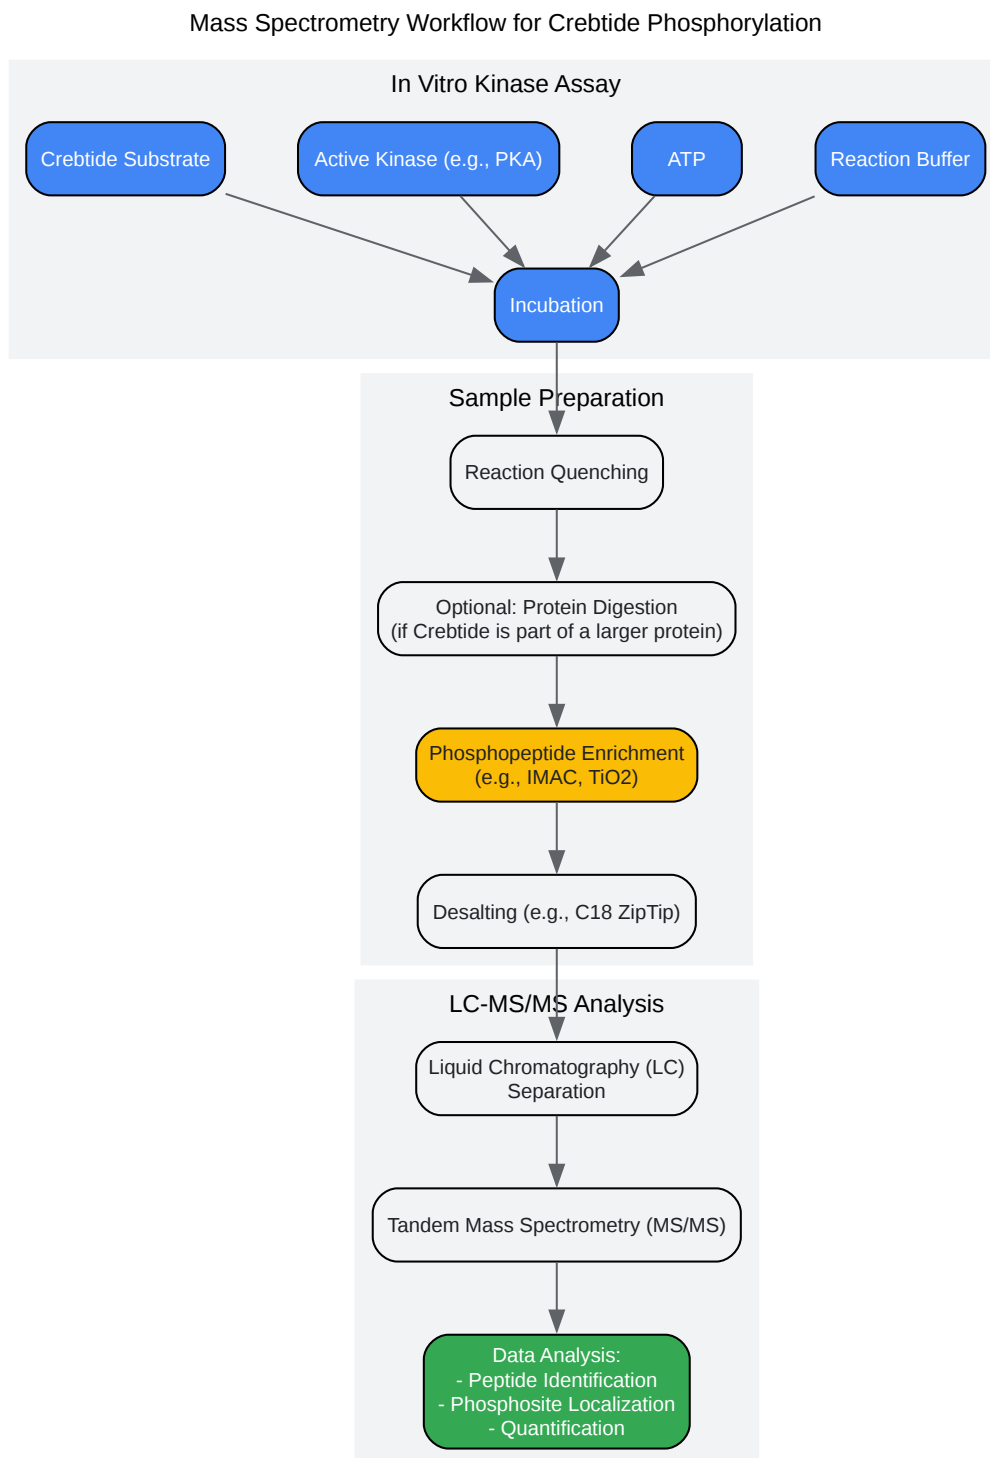 Mass Spectrometry Workflow for Crebtide Phosphorylation
In Vitro Kinase Assay
Crebtide Substrate
Active Kinase (e.g., PKA)
ATP
Reaction Buffer
Incubation
Sample Preparation
Reaction Quenching
Optional: Protein Digestion
(if Crebtide is part of a larger protein)
Phosphopeptide Enrichment
(e.g., IMAC, TiO2)
Desalting (e.g., C18 ZipTip)
LC-MS/MS Analysis
Liquid Chromatography (LC)
Separation
Tandem Mass Spectrometry (MS/MS)
Data Analysis:
- Peptide Identification
- Phosphosite Localization
- Quantification